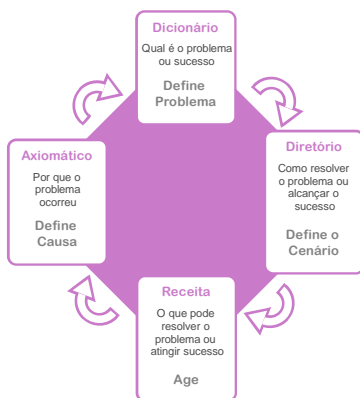 Dicionário
Qual é o problema
ou sucesso
Define
Problema
Axiomático
Por que o
problema
ocorreu
Define
Causa
Diretório
Como resolver
o problema ou
alcançar o
sucesso
Define o
Cenário
Receita
O que pode
resolver o
problema ou
atingir sucesso
Age